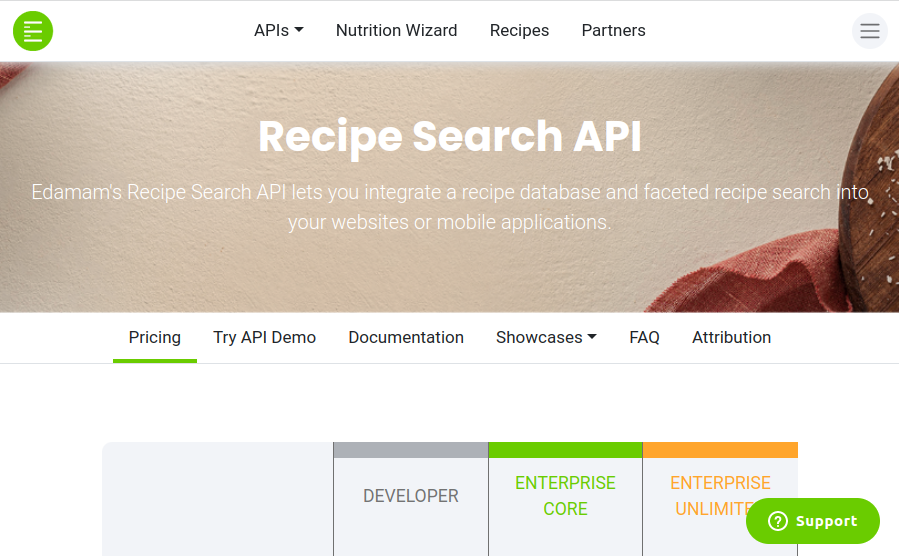 APIs Nutrition Wizard Recipes Partners
Recipe Search API
Edamam's Recipe Search API lets you integrate a recipe database and faceted recipe search into
your websites or mobile applications.
Pricing Try API Demo Documentation Showcases FAQ Attribution
DEVELOPER
ENTERPRISE
CORE
ENTERPRISE
Support